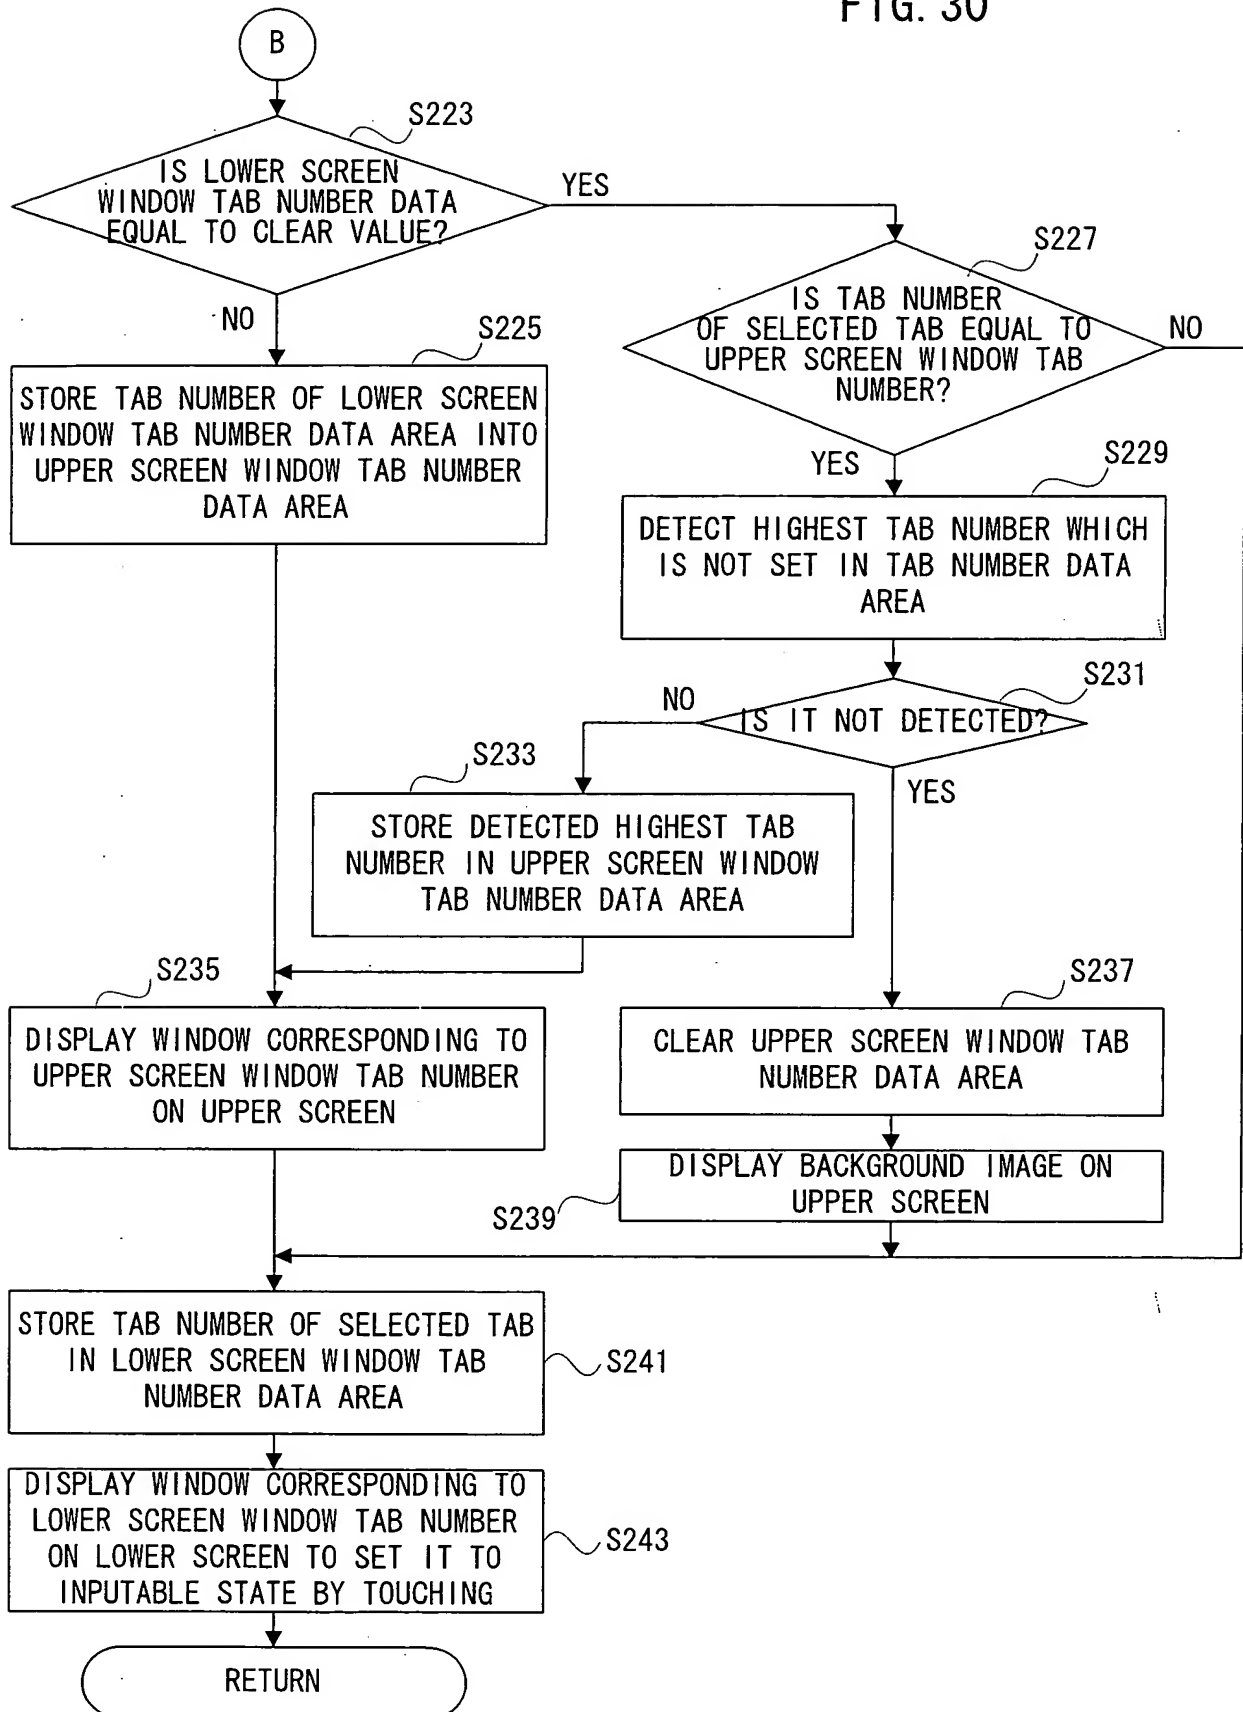 FIG. 30
B
S223
IS LOWER SCREEN
WINDOW TAB NUMBER DATA
EQUAL TO CLEAR VALUE?
YES
NO
S227
IS TAB NUMBER
OF SELECTED TAB EQUAL TO
UPPER SCREEN WINDOW TAB
NUMBER?
NO
YES
S225
STORE TAB NUMBER OF LOWER SCREEN
WINDOW TAB NUMBER DATA AREA INTO
UPPER SCREEN WINDOW TAB NUMBER
DATA AREA
S229
DETECT HIGHEST TAB NUMBER WHICH
IS NOT SET IN TAB NUMBER DATA
AREA
S231
IS IT NOT DETECTED?
NO
YES
S233
STORE DETECTED HIGHEST TAB
NUMBER IN UPPER SCREEN WINDOW
TAB NUMBER DATA AREA
S235
DISPLAY WINDOW CORRESPONDING TO
UPPER SCREEN WINDOW TAB NUMBER
ON UPPER SCREEN
S237
CLEAR UPPER SCREEN WINDOW TAB
NUMBER DATA AREA
DISPLAY BACKGROUND IMAGE ON
UPPER SCREEN
S239
STORE TAB NUMBER OF SELECTED TAB
IN LOWER SCREEN WINDOW TAB
NUMBER DATA AREA
S241
DISPLAY WINDOW CORRESPONDING TO
LOWER SCREEN WINDOW TAB NUMBER
ON LOWER SCREEN TO SET IT TO
INPUTABLE STATE BY TOUCHING
S243
RETURN